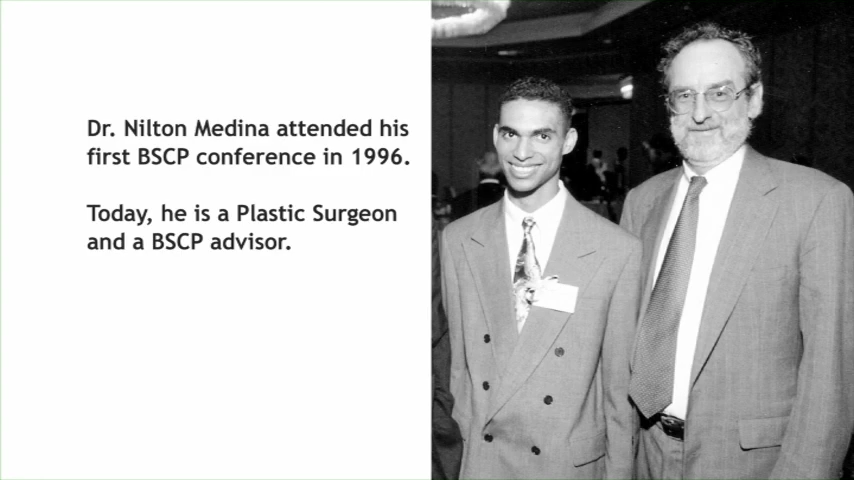 Dr. Nilton Medina attended his
first BSCP conference in 1996.
Today, he is a Plastic Surgeon
and a BSCP advisor.